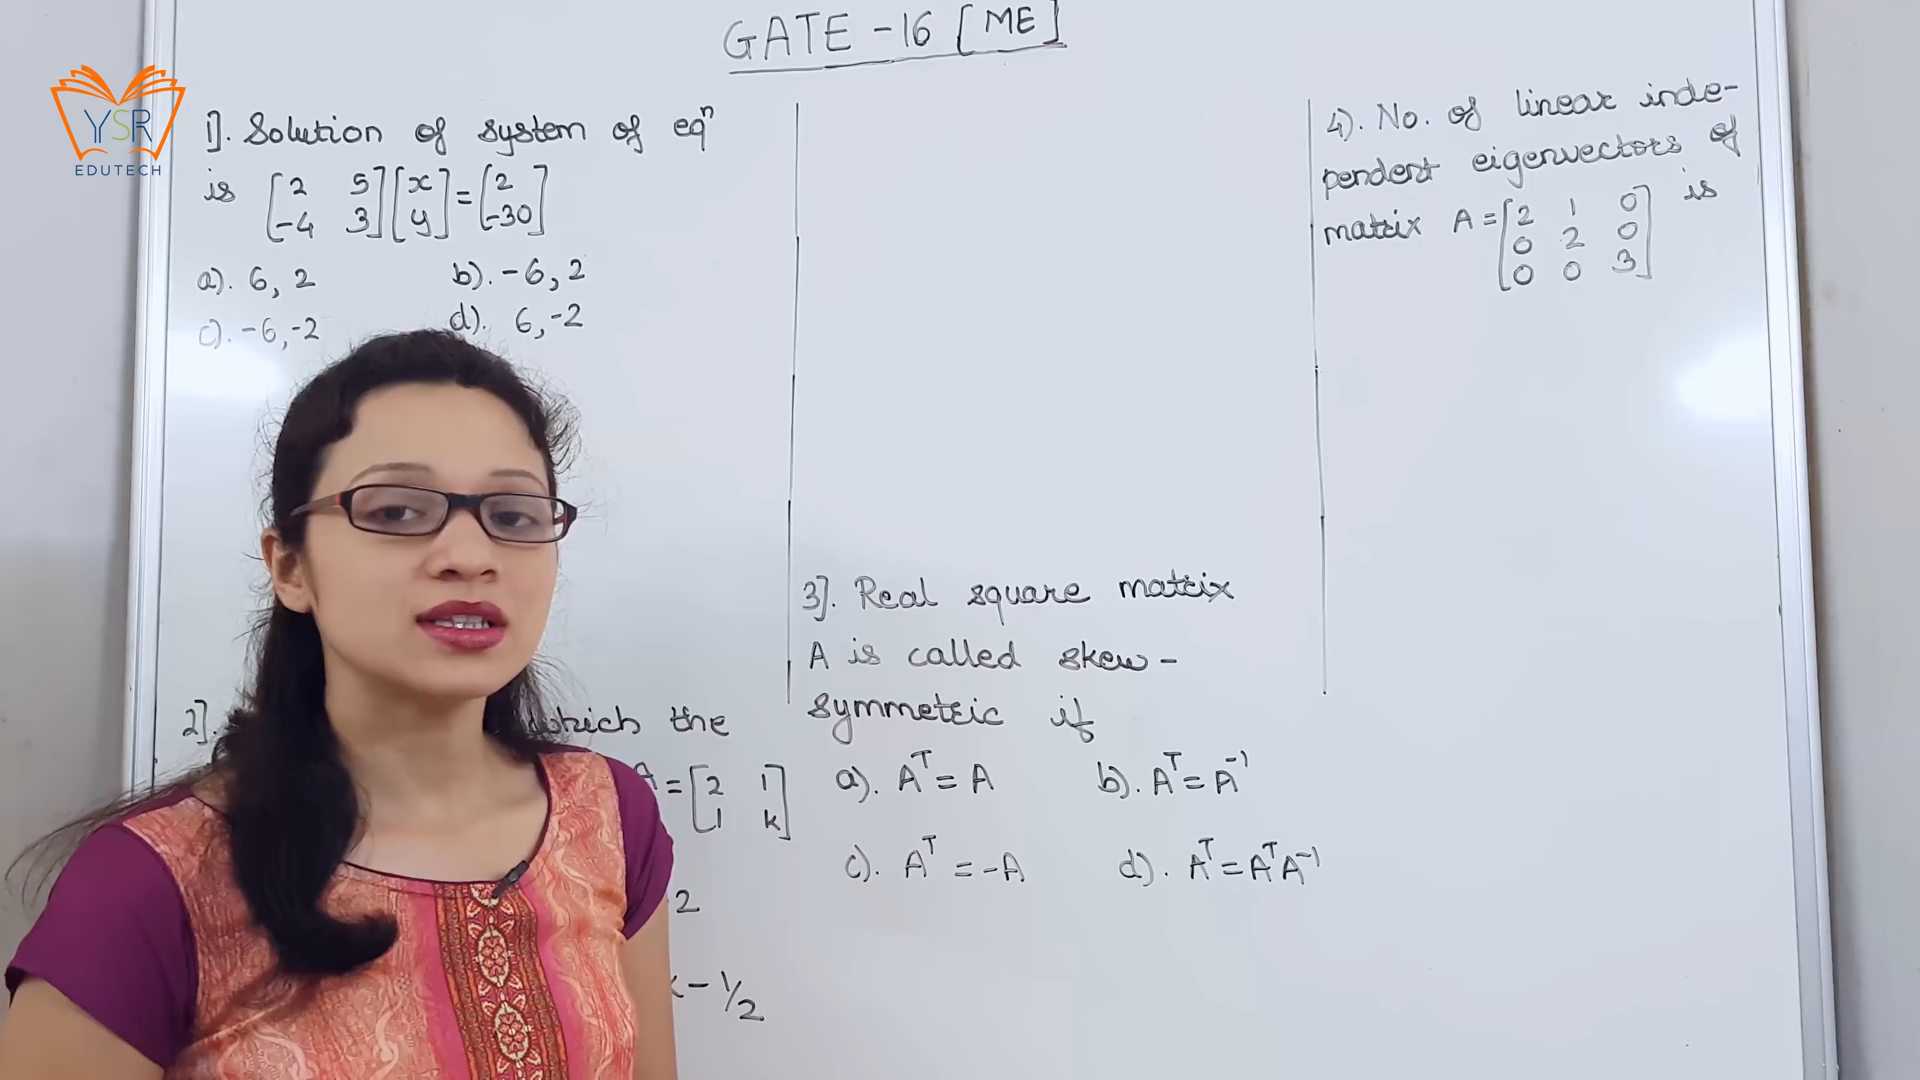 GATE -16 [ME]
YSR
EDUTECH
1]. Solution of system of eqⁿ
is [2 5] [x] = [2]
[-4 3] [y] [-30]
a). 6, 2 b). -6, 2
c). -6, -2 d). 6, -2
2]. which the
A = [2 1]
[1 k]
2
- 1/2
3]. Real square matrix
A is called skew-
symmetric if
a). Aᵀ = A b). Aᵀ = A⁻¹
c). Aᵀ = -A d). Aᵀ = AᵀA⁻¹
4). No. of linear inde-
pendent eigenvectors of
matrix A = [2 1 0] is
[0 2 0]
[0 0 3]